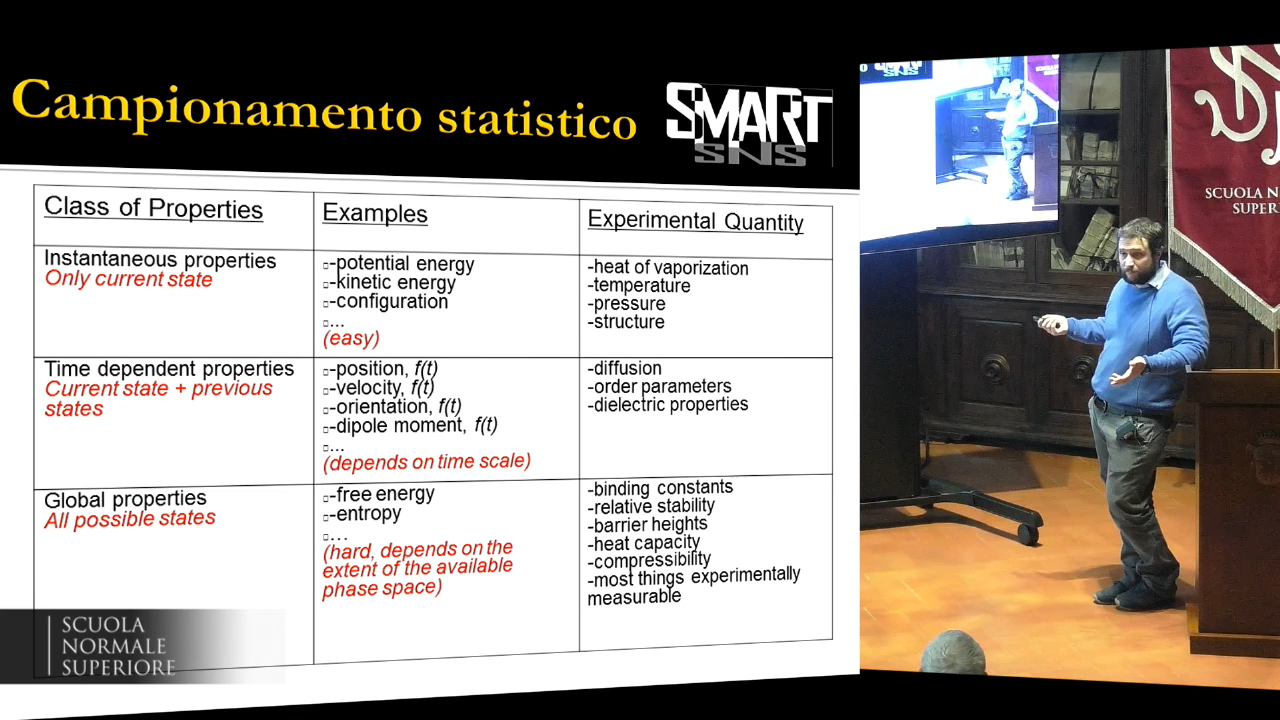 Campionamento statistico
SMART
SNS
Class of Properties
Examples
Experimental Quantity
Instantaneous properties
Only current state
-potential energy
-kinetic energy
-configuration
...
(easy)
-heat of vaporization
-temperature
-pressure
-structure
Time dependent properties
Current state + previous
states
-position, f(t)
-velocity, f(t)
-orientation, f(t)
-dipole moment, f(t)
...
(depends on time scale)
-diffusion
-order parameters
-dielectric properties
Global properties
All possible states
-free energy
-entropy
...
(hard, depends on the
extent of the available
phase space)
-binding constants
-relative stability
-barrier heights
-heat capacity
-compressibility
-most things experimentally
measurable
SCUOLA
NORMALE
SUPERIORE
SCUOLA
SUPER
SNS